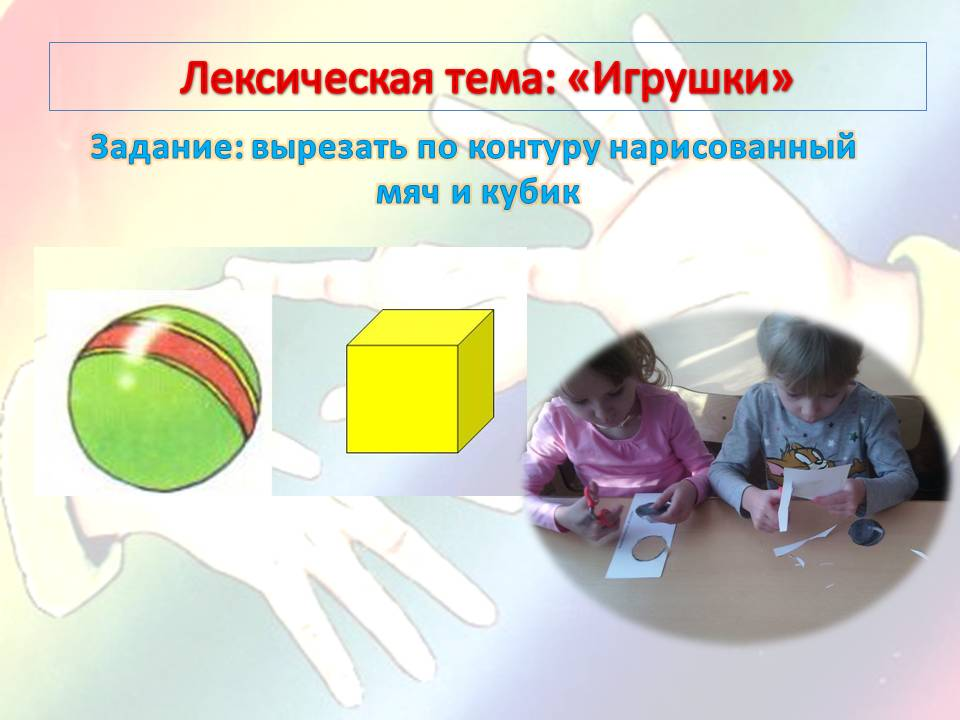 Лексическая тема: «Игрушки»
Задание: вырезать по контуру нарисованный
мяч и кубик